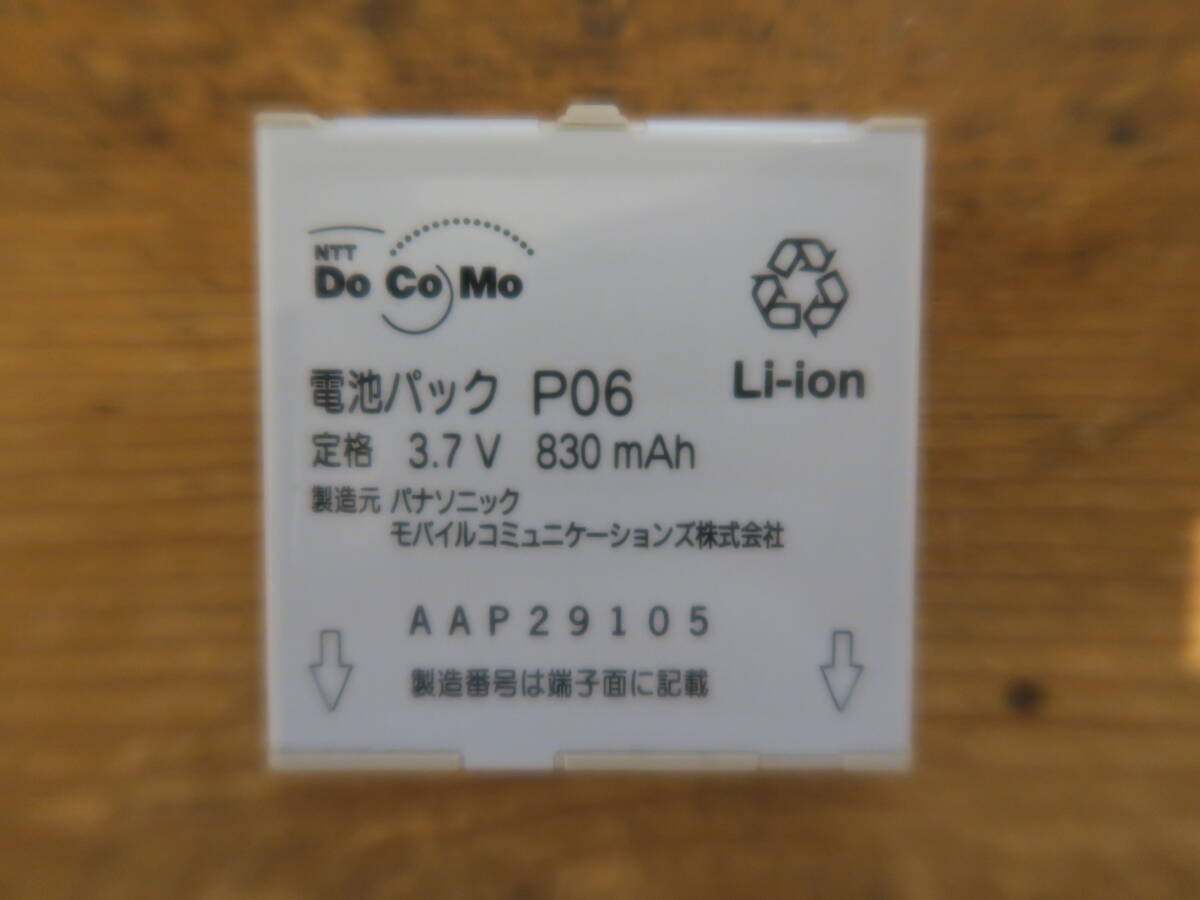 NTT
DoCoMo
Li-ion
電池パック P06
定格 3.7 V 830 mAh
製造元 パナソニック
モバイルコミュニケーションズ株式会社
AAP29105
製造番号は端子面に記載